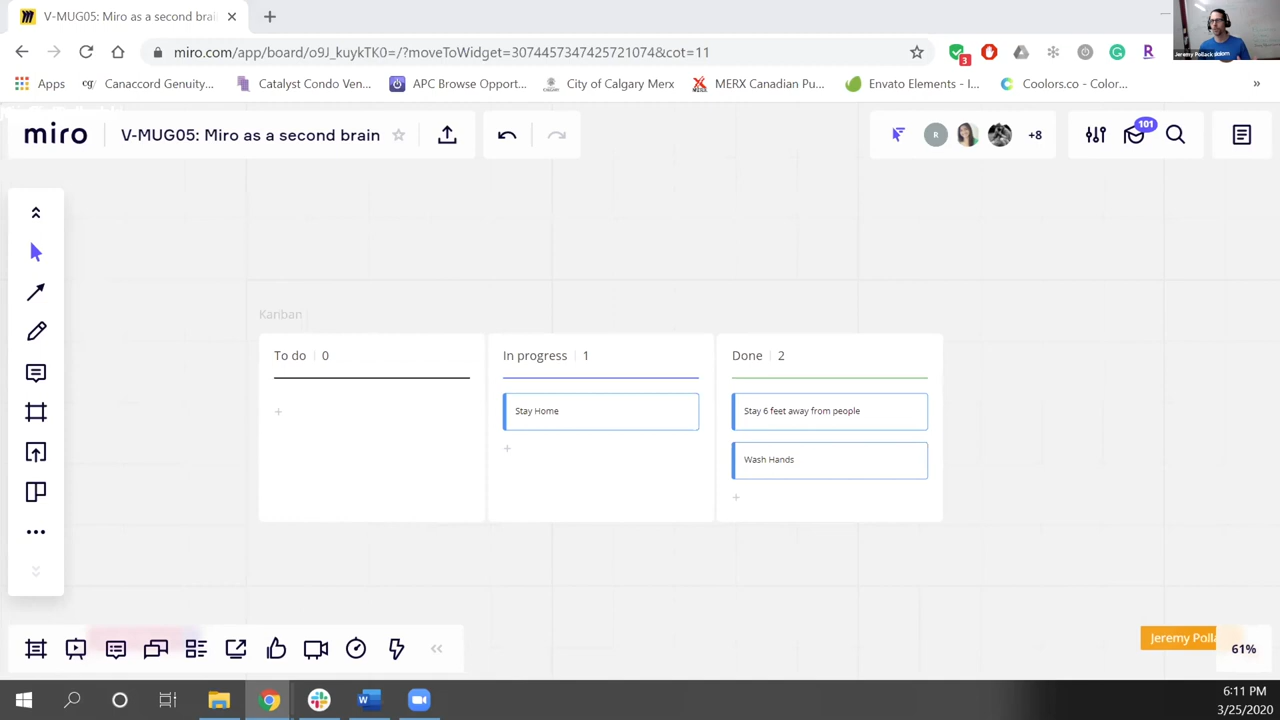 V-MUG05: Miro as a second brai
miro.com/app/board/o9J_kuykTK0=/?moveToWidget=3074457347425721074&cot=11
3
Jeremy Pollack
Apps
Canaccord Genuity...
Catalyst Condo Ven...
APC Browse Opport...
City of Calgary Merx
MERX Canadian Pu...
Envato Elements - I...
Coolors.co - Color...
»
miro
V-MUG05: Miro as a second brain
R
+8
101
Kanban
To do 0
In progress 1
Done 2
Stay Home
Stay 6 feet away from people
Wash Hands
Jeremy Polla
61%
6:11 PM
3/25/2020